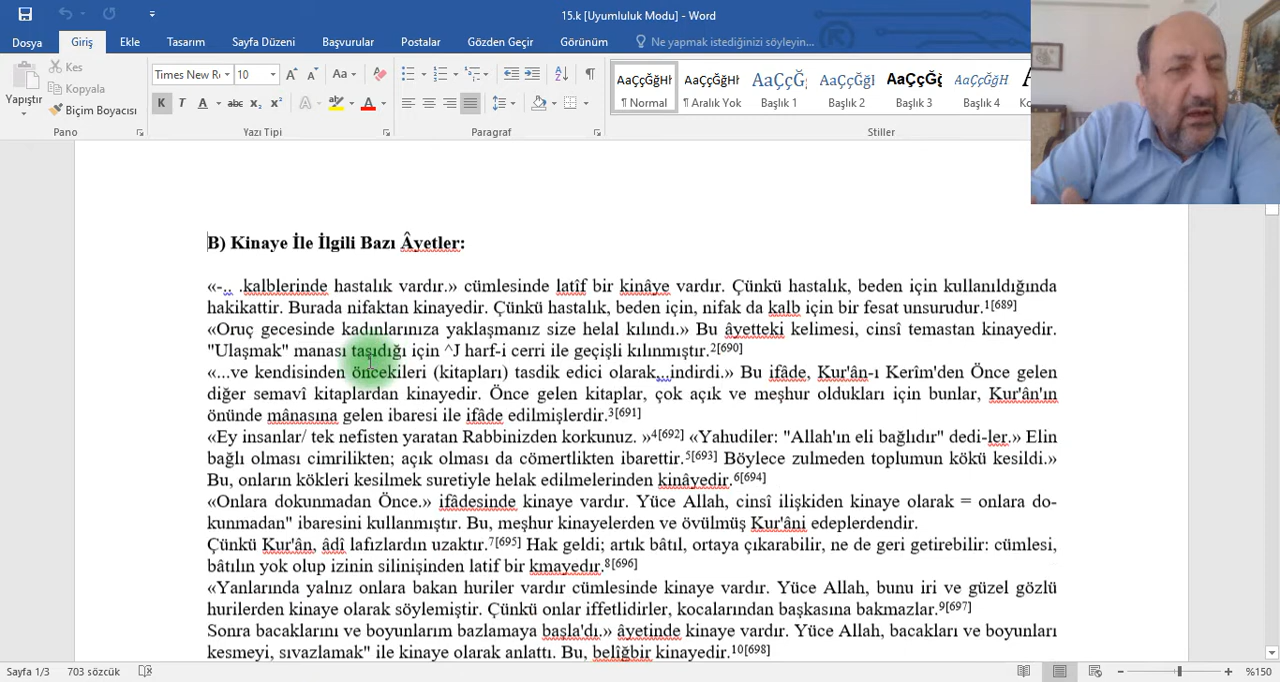 15.k [Uyumluluk Modu] - Word
Dosya Giriş Ekle Tasarım Sayfa Düzeni Başvurular Postalar Gözden Geçir Görünüm Ne yapmak istediğinizi söyleyin...
Yapıştır
Kes
Kopyala
Biçim Boyacısı
Times New Ro 10
Aa
K T A abc x₂ x² A A
AaBbÇçĞğHh ¶ Normal
¶ Aralık Yok
Başlık 1
Başlık 2
Başlık 3
Başlık 4
Pano Yazı Tipi Paragraf Stiller
B) Kinaye İle İlgili Bazı Âyetler:
«-.. .kalblerinde hastalık vardır.» cümlesinde latîf bir kinâye vardır. Çünkü hastalık, beden için kullanıldığında
hakikattir. Burada nifaktan kinayedir. Çünkü hastalık, beden için, nifak da kalb için bir fesat unsurudur.1[689]
«Oruç gecesinde kadınlarınıza yaklaşmanız size helal kılındı.» Bu âyetteki kelimesi, cinsî temastan kinayedir.
"Ulaşmak" manası taşıdığı için ^J harf-i cerri ile geçişli kılınmıştır.2[690]
«...ve kendisinden öncekileri (kitapları) tasdik edici olarak,..indirdi.» Bu ifâde, Kur'ân-ı Kerîm'den Önce gelen
diğer semavî kitaplardan kinayedir. Önce gelen kitaplar, çok açık ve meşhur oldukları için bunlar, Kur'ân'ın
önünde mânasına gelen ibaresi ile ifâde edilmişlerdir.3[691]
«Ey insanlar/ tek nefisten yaratan Rabbinizden korkunuz. »4[692] «Yahudiler: "Allah'ın eli bağlıdır" dedi-ler.» Elin
bağlı olması cimrilikten; açık olması da cömertlikten ibarettir.5[693] Böylece zulmeden toplumun kökü kesildi.»
Bu, onların kökleri kesilmek suretiyle helak edilmelerinden kinâyedir.6[694]
«Onlara dokunmadan Önce.» ifâdesinde kinaye vardır. Yüce Allah, cinsî ilişkiden kinaye olarak = onlara do-
kunmadan" ibaresini kullanmıştır. Bu, meşhur kinayelerden ve övülmüş Kur'âni edeplerdendir.
Çünkü Kur'ân, âdî lafızlardın uzaktır.7[695] Hak geldi; artık bâtıl, ortaya çıkarabilir, ne de geri getirebilir: cümlesi,
bâtılın yok olup izinin silinişinden latif bir kmayedır.8[696]
«Yanlarında yalnız onlara bakan huriler vardır cümlesinde kinaye vardır. Yüce Allah, bunu iri ve güzel gözlü
hurilerden kinaye olarak söylemiştir. Çünkü onlar iffetlidirler, kocalarından başkasına bakmazlar.9[697]
Sonra bacaklarını ve boyunlarım bazlamaya başla'dı.» âyetinde kinaye vardır. Yüce Allah, bacakları ve boyunları
kesmeyi, sıvazlamak" ile kinaye olarak anlattı. Bu, belîğbir kinayedir.10[698]
Sayfa 1/3 703 sözcük %150